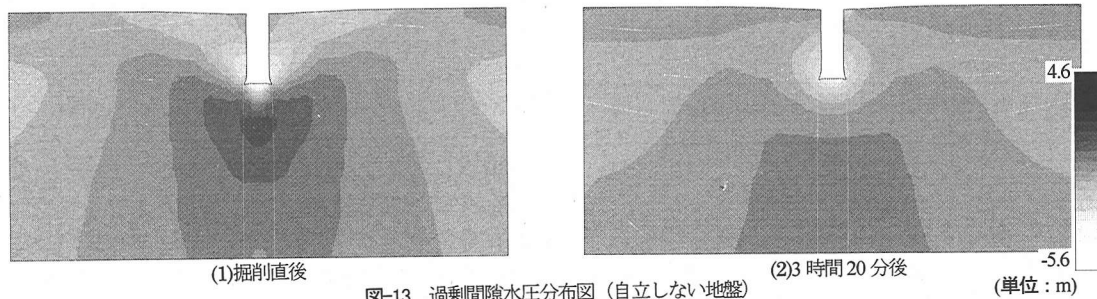 (1)掘削直後
(2)3 時間 20 分後
4.6
-5.6
(単位：m)
図-13 過剰間隙水圧分布図（自立しない地盤）